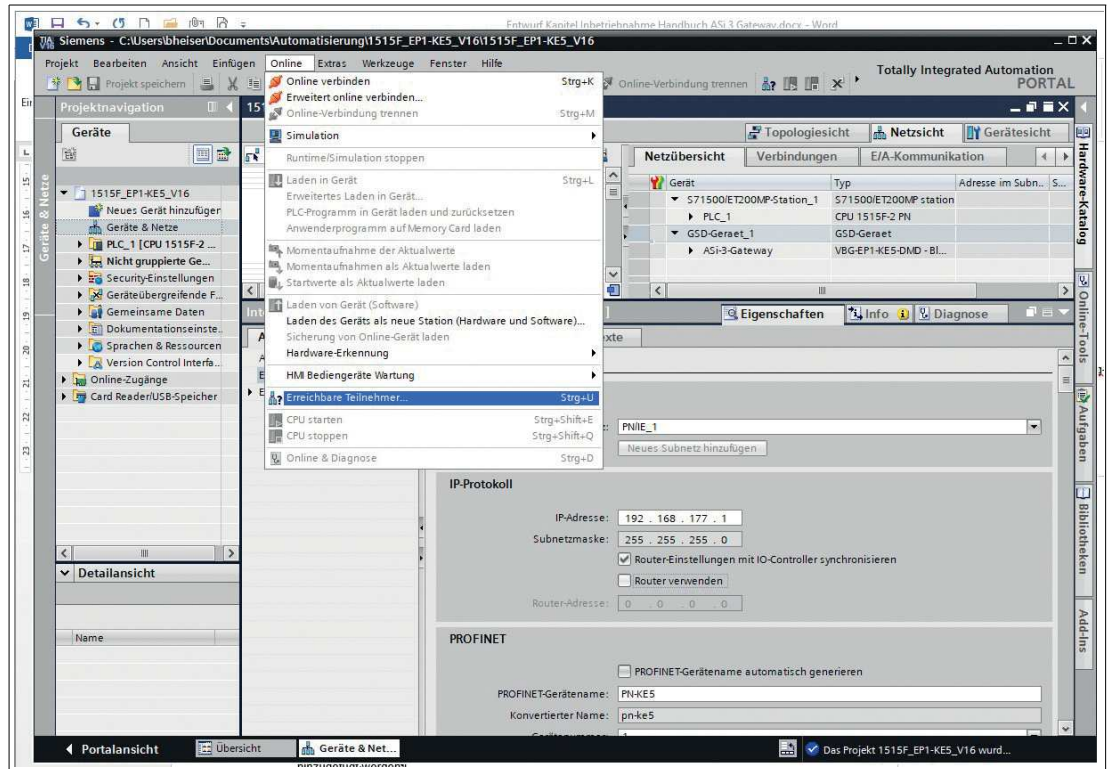 Entwurf Kapitel Inbetriebnahme Handbuch ASi 3 Gateway.docx - Word
Siemens - C:\Users\bheiser\Documents\Automatisierung\1515F_EP1-KE5_V16\1515F_EP1-KE5_V16
Projekt Bearbeiten Ansicht Einfügen Online Extras Werkzeuge Fenster Hilfe
Totally Integrated Automation
PORTAL
Projekt speichern
Online-Verbindung trennen
Projektnavigation
Geräte
Geräte & Netze
1515F_EP1-KE5_V16
Neues Gerät hinzufügen
Geräte & Netze
PLC_1 [CPU 1515F-2 ...
Nicht gruppierte Ge...
Security-Einstellungen
Geräteübergreifende F...
Gemeinsame Daten
Dokumentationseinste..
Sprachen & Ressourcen
Version Control Interfa..
Online-Zugänge
Card Reader/USB-Speicher
Detailansicht
Name
Online verbinden Strg+K
Erweitert online verbinden...
Online-Verbindung trennen Strg+M
Simulation
Runtime/Simulation stoppen
Laden in Gerät Strg+L
Erweitertes Laden in Gerät...
PLC-Programm in Gerät laden und zurücksetzen
Anwenderprogramm auf Memory Card laden
Momentaufnahme der Aktualwerte
Momentaufnahmen als Aktualwerte laden
Startwerte als Aktualwerte laden
Laden von Gerät (Software)
Laden des Geräts als neue Station (Hardware und Software)...
Sicherung von Online-Gerät laden
Hardware-Erkennung
HMI Bediengeräte Wartung
Erreichbare Teilnehmer... Strg+U
CPU starten Strg+Shift+E
CPU stoppen Strg+Shift+Q
Online & Diagnose Strg+D
Topologiesicht Netzsicht Gerätesicht
Netzübersicht Verbindungen E/A-Kommunikation
Gerät Typ Adresse im Subn.. S...
S71500/ET200MP-Station_1 S71500/ET200MP station
PLC_1 CPU 1515F-2 PN
GSD-Geraet_1 GSD-Geraet
ASi-3-Gateway VBG-EP1-KE5-DMD - Bl...
Eigenschaften Info Diagnose
PN/IE_1
Neues Subnetz hinzufügen
IP-Protokoll
IP-Adresse: 192 . 168 . 177 . 1
Subnetzmaske: 255 . 255 . 255 . 0
Router-Einstellungen mit IO-Controller synchronisieren
Router verwenden
Router-Adresse: 0 . 0 . 0 . 0
PROFINET
PROFINET-Gerätename automatisch generieren
PROFINET-Gerätename: PN-KE5
Konvertierter Name: pn-ke5
Hardware-Katalog
Online-Tools
Aufgaben
Bibliotheken
Add-Ins
Portalansicht Übersicht Geräte & Net...
Das Projekt 1515F_EP1-KE5_V16 wurd...